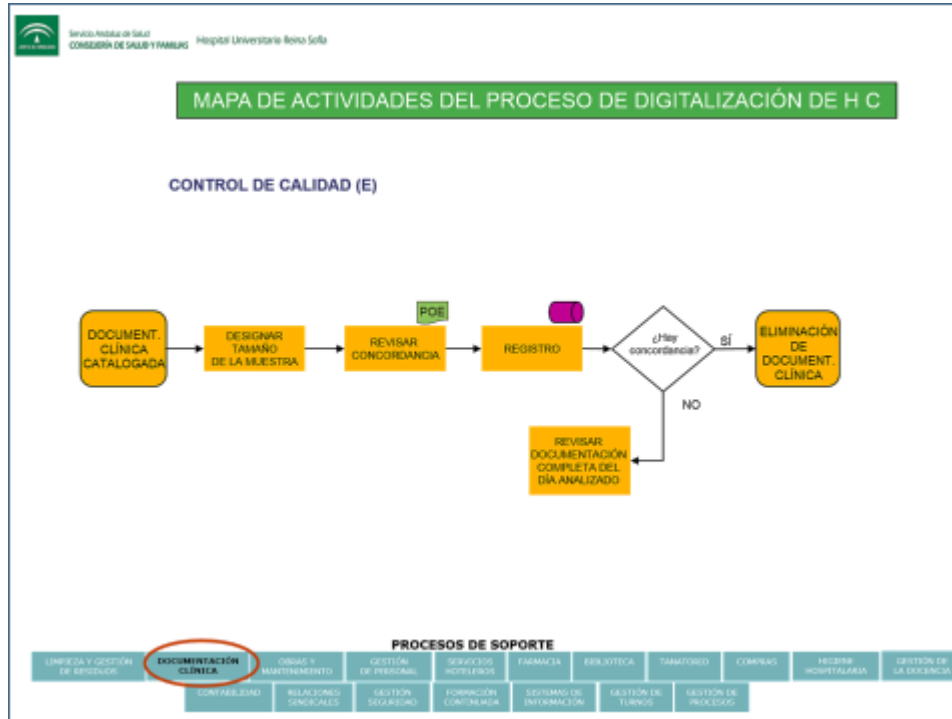 Servicio Andaluz de Salud
CONSEJERÍA DE SALUD Y FAMILIAS
Hospital Universitario Reina Sofía
MAPA DE ACTIVIDADES DEL PROCESO DE DIGITALIZACIÓN DE H C
CONTROL DE CALIDAD (E)
POE
DOCUMENT.
CLÍNICA
CATALOGADA
DESIGNAR
TAMAÑO
DE LA MUESTRA
REVISAR
CONCORDANCIA
REGISTRO
¿Hay
concordancia?
SÍ
ELIMINACIÓN
DE
DOCUMENT.
CLÍNICA
NO
REVISAR
DOCUMENTACIÓN
COMPLETA DEL
DÍA ANALIZADO
PROCESOS DE SOPORTE
LIMPIEZA Y GESTIÓN
DE RESIDUOS
DOCUMENTACIÓN
CLÍNICA
OBRAS Y
MANTENIMIENTO
GESTIÓN
DE PERSONAL
SERVICIOS
HOTELEROS
FARMACIA
BIBLIOTECA
TANATORIO
COMPRAS
HIGIENE
HOSPITALARIA
GESTIÓN DE
LA DOCENCIA
CONTABILIDAD
RELACIONES
SINDICALES
GESTIÓN
SEGURIDAD
FORMACIÓN
CONTINUADA
SISTEMAS DE
INFORMACIÓN
GESTIÓN DE
TURNOS
GESTIÓN DE
PROCESOS